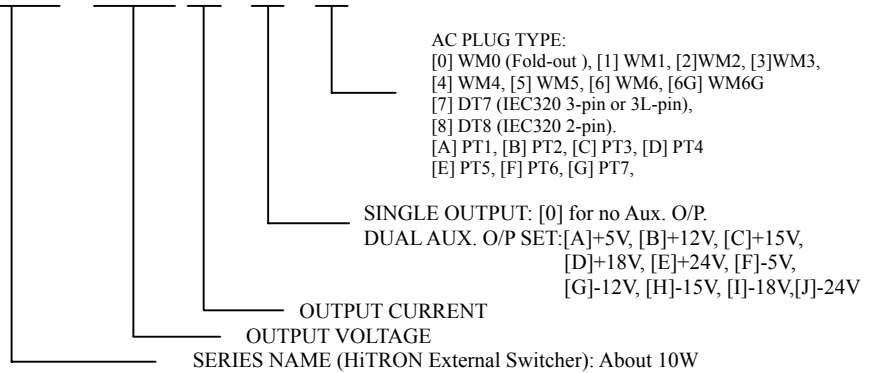 AC PLUG TYPE:
[0] WM0 (Fold-out ), [1] WM1, [2]WM2, [3]WM3,
[4] WM4, [5] WM5, [6] WM6, [6G] WM6G
[7] DT7 (IEC320 3-pin or 3L-pin),
[8] DT8 (IEC320 2-pin).
[A] PT1, [B] PT2, [C] PT3, [D] PT4
[E] PT5, [F] PT6, [G] PT7,
SINGLE OUTPUT: [0] for no Aux. O/P.
DUAL AUX. O/P SET:[A]+5V, [B]+12V, [C]+15V,
[D]+18V, [E]+24V, [F]-5V,
[G]-12V, [H]-15V, [I]-18V,[J]-24V
OUTPUT CURRENT
OUTPUT VOLTAGE
SERIES NAME (HiTRON External Switcher): About 10W